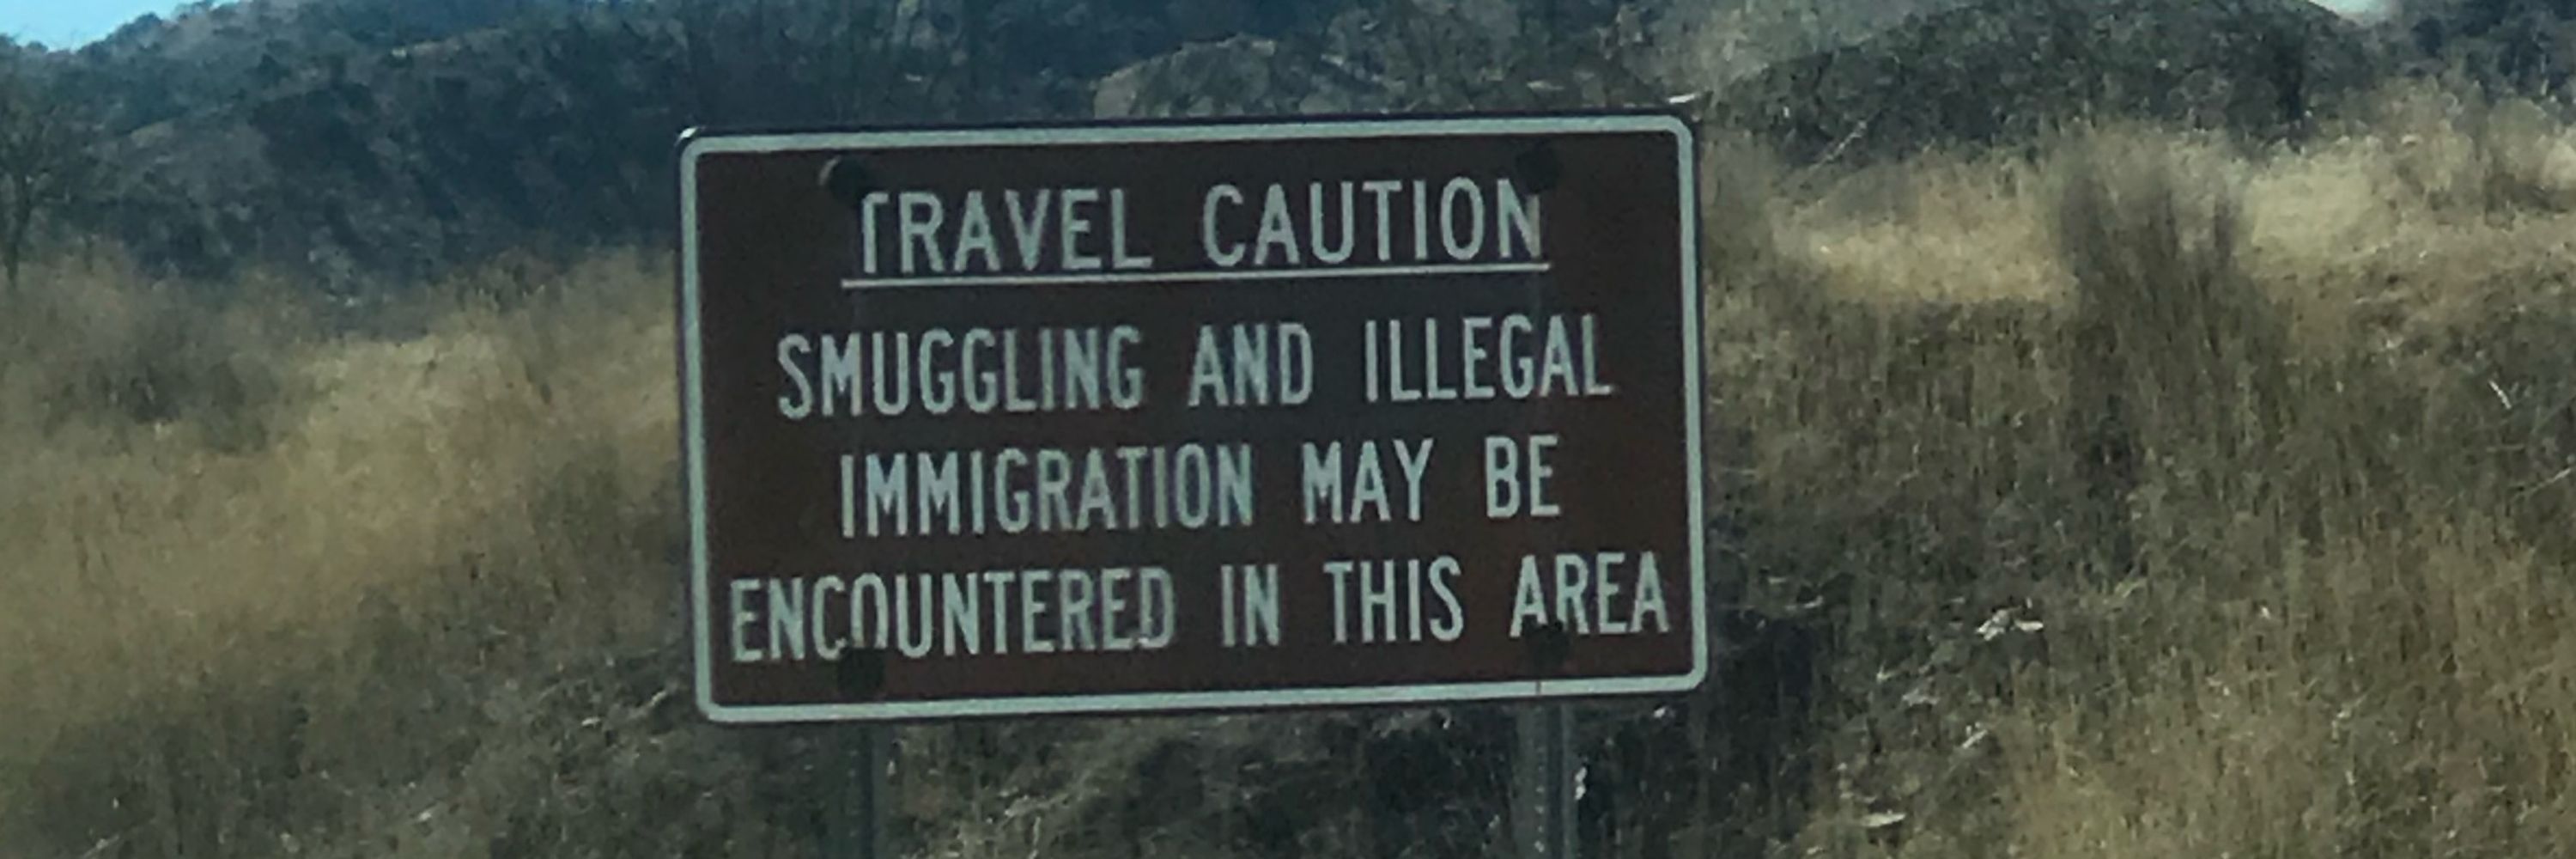 TRAVEL CAUTION
SMUGGLING AND ILLEGAL
IMMIGRATION MAY BE
ENCOUNTERED IN THIS AREA